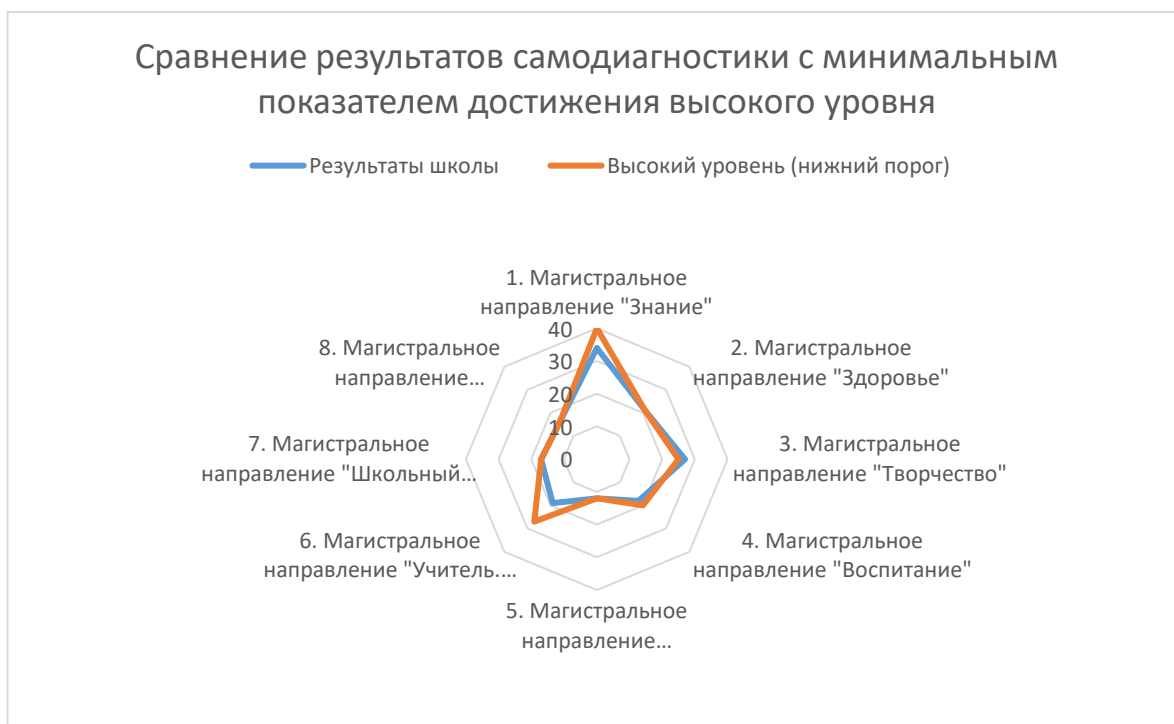 Сравнение результатов самодиагностики с минимальным
показателем достижения высокого уровня
Результаты школы
Высокий уровень (нижний порог)
1. Магистральное
направление "Знание"
2. Магистральное
направление "Здоровье"
3. Магистральное
направление "Творчество"
4. Магистральное
направление "Воспитание"
5. Магистральное
направление...
6. Магистральное
направление "Учитель....
7. Магистральное
направление "Школьный...
8. Магистральное
направление...
40
30
20
10
0